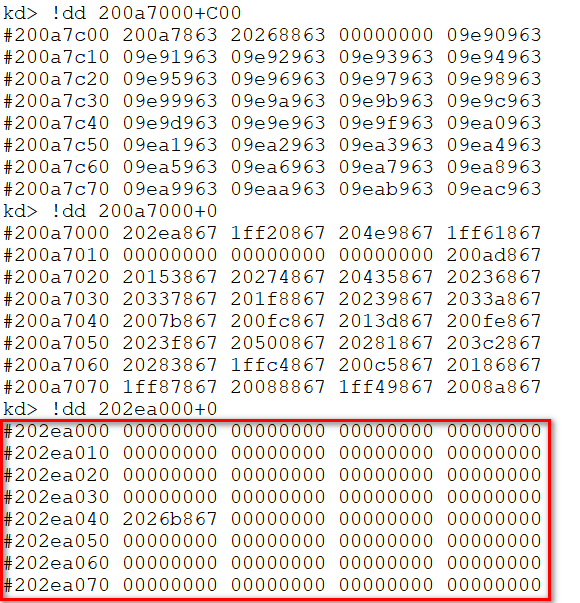 kd> !dd 200a7000+C00
#200a7c00 200a7863 20268863 00000000 09e90963
#200a7c10 09e91963 09e92963 09e93963 09e94963
#200a7c20 09e95963 09e96963 09e97963 09e98963
#200a7c30 09e99963 09e9a963 09e9b963 09e9c963
#200a7c40 09e9d963 09e9e963 09e9f963 09ea0963
#200a7c50 09ea1963 09ea2963 09ea3963 09ea4963
#200a7c60 09ea5963 09ea6963 09ea7963 09ea8963
#200a7c70 09ea9963 09eaa963 09eab963 09eac963
kd> !dd 200a7000+0
#200a7000 202ea867 1ff20867 204e9867 1ff61867
#200a7010 00000000 00000000 00000000 200ad867
#200a7020 20153867 20274867 20435867 20236867
#200a7030 20337867 201f8867 20239867 2033a867
#200a7040 2007b867 200fc867 2013d867 200fe867
#200a7050 2023f867 20500867 20281867 203c2867
#200a7060 20283867 1ffc4867 200c5867 20186867
#200a7070 1ff87867 20088867 1ff49867 2008a867
kd> !dd 202ea000+0
#202ea000 00000000 00000000 00000000 00000000
#202ea010 00000000 00000000 00000000 00000000
#202ea020 00000000 00000000 00000000 00000000
#202ea030 00000000 00000000 00000000 00000000
#202ea040 2026b867 00000000 00000000 00000000
#202ea050 00000000 00000000 00000000 00000000
#202ea060 00000000 00000000 00000000 00000000
#202ea070 00000000 00000000 00000000 00000000